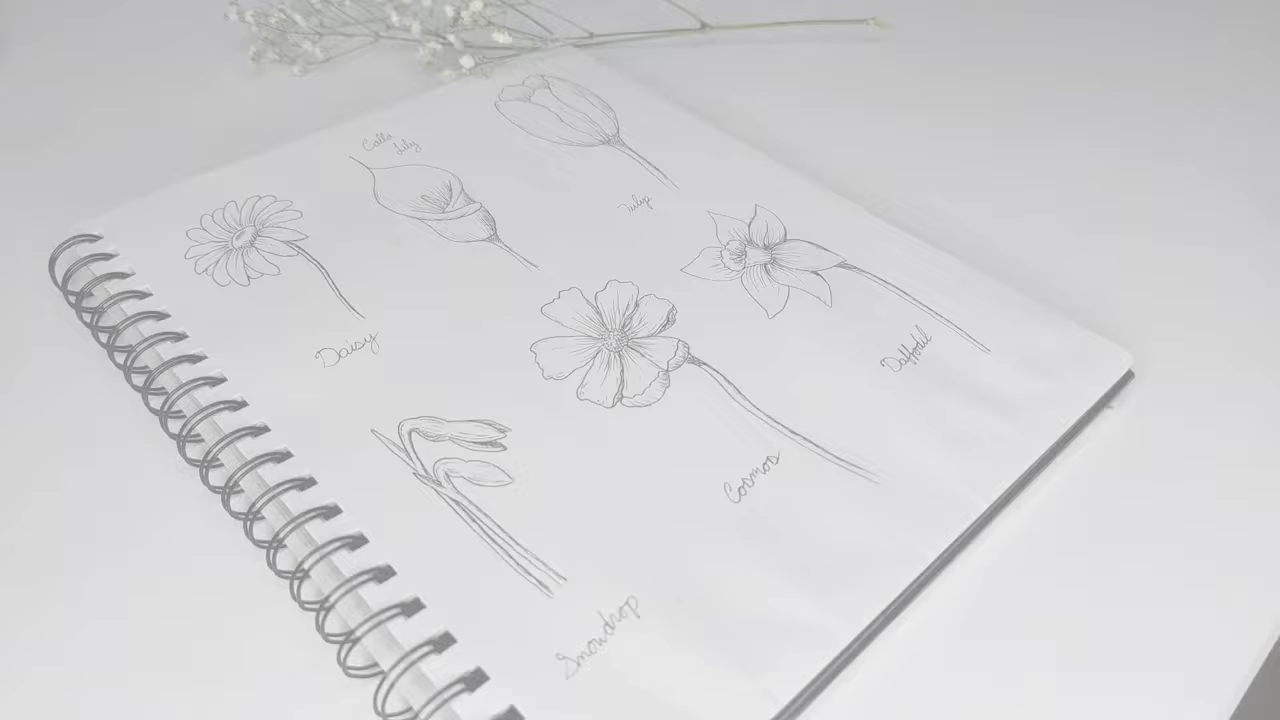 Calla
Lily
Tulip
Daisy
Daffodil
Cosmos
Snowdrop